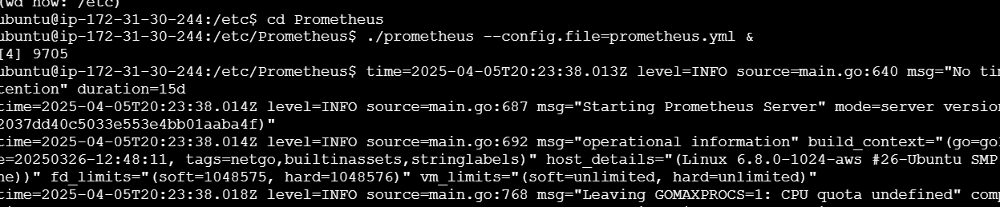 (wd now: /etc)
ubuntu@ip-172-31-30-244:/etc$ cd Prometheus
ubuntu@ip-172-31-30-244:/etc/Prometheus$ ./prometheus --config.file=prometheus.yml &
[4] 9705
ubuntu@ip-172-31-30-244:/etc/Prometheus$ time=2025-04-05T20:23:38.013Z level=INFO source=main.go:640 msg="No tim
tention" duration=15d
time=2025-04-05T20:23:38.014Z level=INFO source=main.go:687 msg="Starting Prometheus Server" mode=server version
2037dd40c5033e553e4bb01aaba4f)"
time=2025-04-05T20:23:38.014Z level=INFO source=main.go:692 msg="operational information" build_context="(go=go
e=20250326-12:48:11, tags=netgo,builtinassets,stringlabels)" host_details="(Linux 6.8.0-1024-aws #26-Ubuntu SMP
ne))" fd_limits="(soft=1048575, hard=1048576)" vm_limits="(soft=unlimited, hard=unlimited)"
time=2025-04-05T20:23:38.018Z level=INFO source=main.go:768 msg="Leaving GOMAXPROCS=1: CPU quota undefined" comp